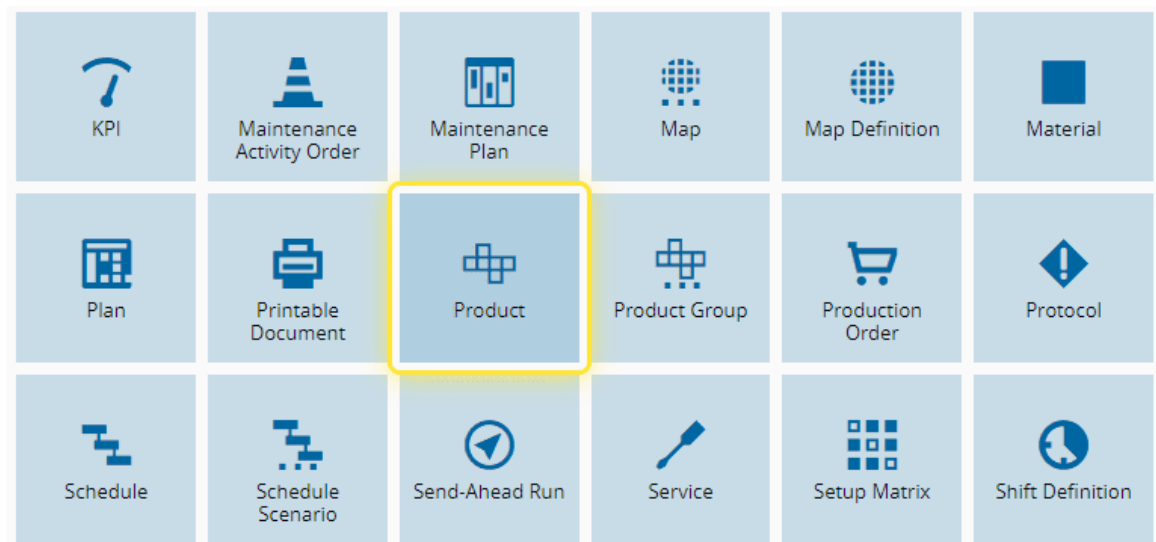 KPI
Maintenance
Activity Order
Maintenance
Plan
Map
Map Definition
Material
Plan
Printable
Document
Product
Product Group
Production
Order
Protocol
Schedule
Schedule
Scenario
Send-Ahead Run
Service
Setup Matrix
Shift Definition